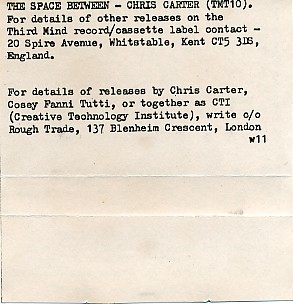 THE SPACE BETWEEN - CHRIS CARTER (TMT10).
For details of other releases on the
Third Mind record/cassette label contact -
20 Spire Avenue, Whitstable, Kent CT5 3DS,
England.
For details of releases by Chris Carter,
Cosey Fanni Tutti, or together as CTI
(Creative Technology Institute), write c/o
Rough Trade, 137 Blenheim Crescent, London
w11